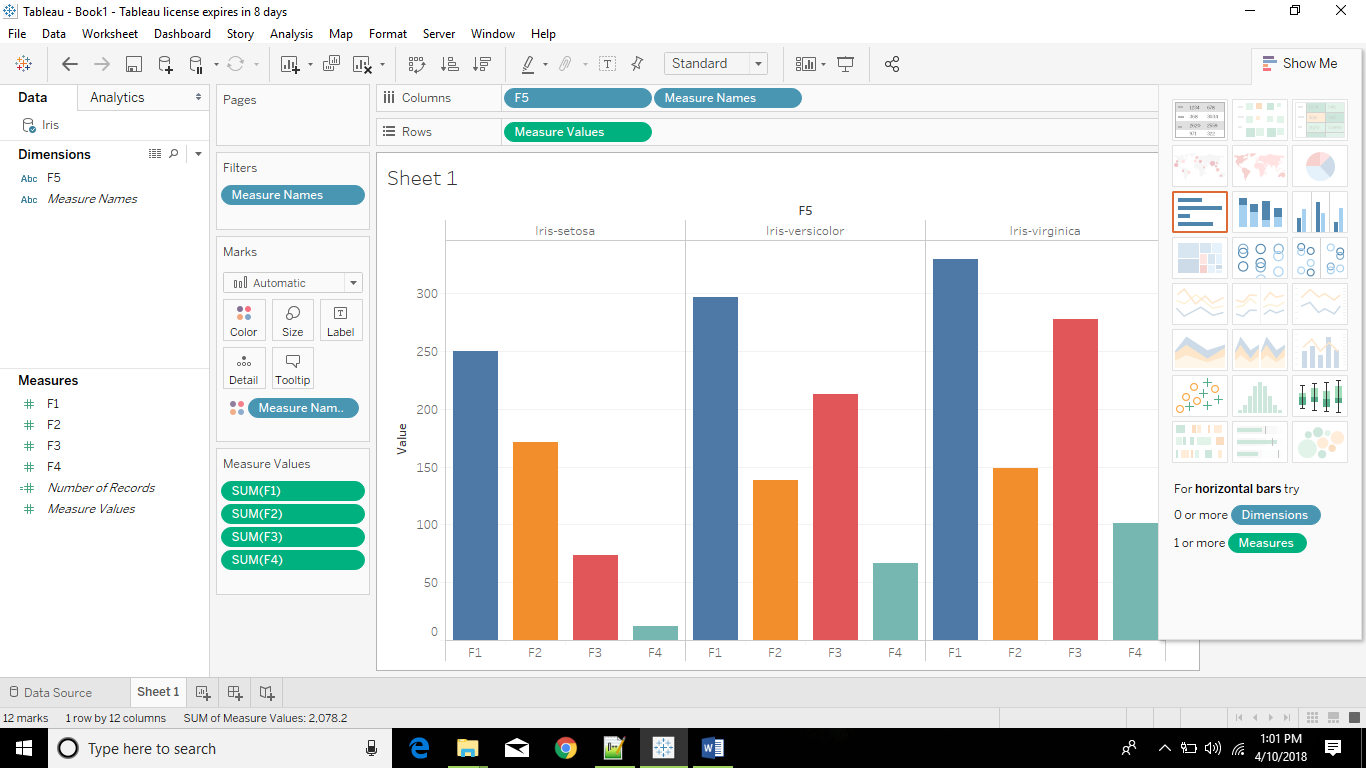 Tableau - Book1 - Tableau license expires in 8 days
File Data Worksheet Dashboard Story Analysis Map Format Server Window Help
Standard
Show Me
Data Analytics
Iris
Dimensions
Abc F5
Abc Measure Names
Measures
F1
F2
F3
F4
Number of Records
Measure Values
Pages
Filters
Measure Names
Marks
Automatic
Color Size Label
Detail Tooltip
Measure Nam..
Measure Values
SUM(F1)
SUM(F2)
SUM(F3)
SUM(F4)
Columns F5 Measure Names
Rows Measure Values
Sheet 1
F5
Iris-setosa Iris-versicolor Iris-virginica
Value
300
250
200
150
100
50
0
F1 F2 F3 F4 F1 F2 F3 F4 F1 F2 F3 F4
For horizontal bars try
0 or more Dimensions
1 or more Measures
Data Source Sheet 1
12 marks 1 row by 12 columns SUM of Measure Values: 2,078.2
Type here to search
1:01 PM
4/10/2018